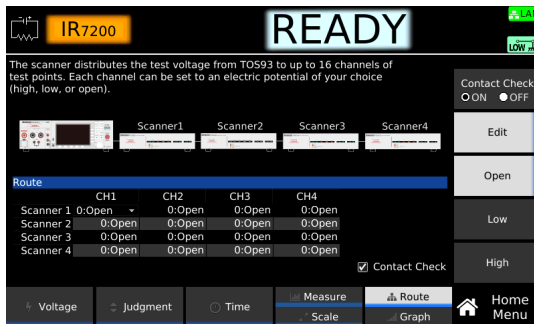 IR7200
READY
LAN
LOW
The scanner distributes the test voltage from TOS93 to up to 16 channels of
test points. Each channel can be set to an electric potential of your choice
(high, low, or open).
Contact Check
ON OFF
Scanner1 Scanner2 Scanner3 Scanner4
Edit
Open
Low
High
Route
CH1 CH2 CH3 CH4
Scanner 1 0:Open 0:Open 0:Open 0:Open
Scanner 2 0:Open 0:Open 0:Open 0:Open
Scanner 3 0:Open 0:Open 0:Open 0:Open
Scanner 4 0:Open 0:Open 0:Open 0:Open
Contact Check
Voltage Judgment Time Measure Route
Scale Graph
Home
Menu